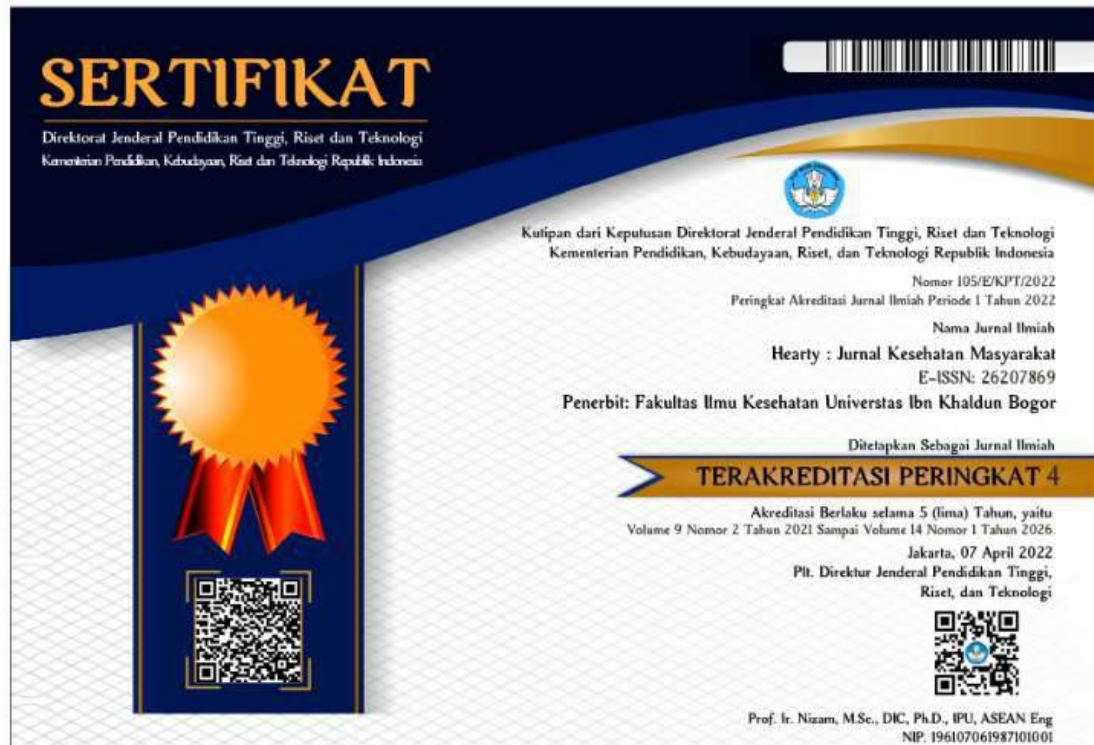 SERTIFIKAT
Direktorat Jenderal Pendidikan Tinggi, Riset dan Teknologi
Kementerian Pendidikan, Kebudayaan, Riset dan Teknologi Republik Indonesia
Kutipan dari Keputusan Direktorat Jenderal Pendidikan Tinggi, Riset dan Teknologi
Kementerian Pendidikan, Kebudayaan, Riset, dan Teknologi Republik Indonesia
Nomor 105/E/KPT/2022
Peringkat Akreditasi Jurnal Ilmiah Periode 1 Tahun 2022
Nama Jurnal Ilmiah
Hearty : Jurnal Kesehatan Masyarakat
E-ISSN: 26207869
Penerbit: Fakultas Ilmu Kesehatan Universtas Ibn Khaldun Bogor
Ditetapkan Sebagai Jurnal Ilmiah
TERAKREDITASI PERINGKAT 4
Akreditasi Berlaku selama 5 (lima) Tahun, yaitu
Volume 9 Nomor 2 Tahun 2021 Sampai Volume 14 Nomor 1 Tahun 2026
Jakarta, 07 April 2022
Plt. Direktur Jenderal Pendidikan Tinggi,
Riset, dan Teknologi
Prof. Ir. Nizam, M.Sc., DIC, Ph.D., IPU, ASEAN Eng
NIP. 196107061987101001